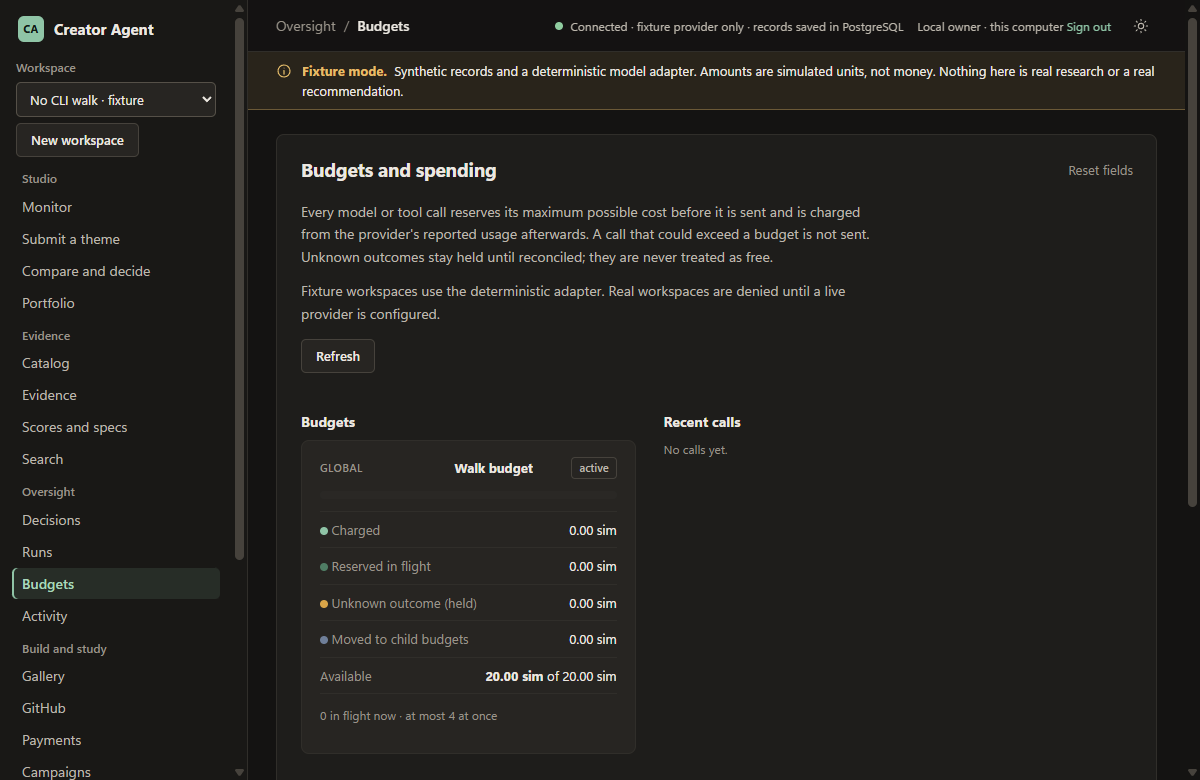 CA Creator Agent
Workspace
No CLI walk · fixture
New workspace
Studio
Monitor
Submit a theme
Compare and decide
Portfolio
Evidence
Catalog
Evidence
Scores and specs
Search
Oversight
Decisions
Runs
Budgets
Activity
Build and study
Gallery
GitHub
Payments
Campaigns
Oversight / Budgets
Connected · fixture provider only · records saved in PostgreSQL
Local owner · this computer Sign out
Fixture mode. Synthetic records and a deterministic model adapter. Amounts are simulated units, not money. Nothing here is real research or a real
recommendation.
Budgets and spending
Reset fields
Every model or tool call reserves its maximum possible cost before it is sent and is charged
from the provider's reported usage afterwards. A call that could exceed a budget is not sent.
Unknown outcomes stay held until reconciled; they are never treated as free.
Fixture workspaces use the deterministic adapter. Real workspaces are denied until a live
provider is configured.
Refresh
Budgets
GLOBAL Walk budget active
Charged 0.00 sim
Reserved in flight 0.00 sim
Unknown outcome (held) 0.00 sim
Moved to child budgets 0.00 sim
Available 20.00 sim of 20.00 sim
0 in flight now · at most 4 at once
Recent calls
No calls yet.